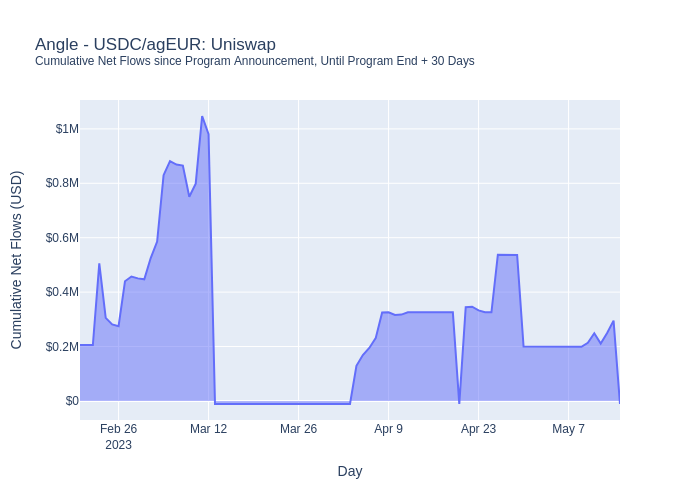 Angle - USDC/agEUR: Uniswap
Cumulative Net Flows since Program Announcement, Until Program End + 30 Days
Cumulative Net Flows (USD)
$1M
$0.8M
$0.6M
$0.4M
$0.2M
$0
Feb 26
2023
Mar 12
Mar 26
Apr 9
Apr 23
May 7
Day